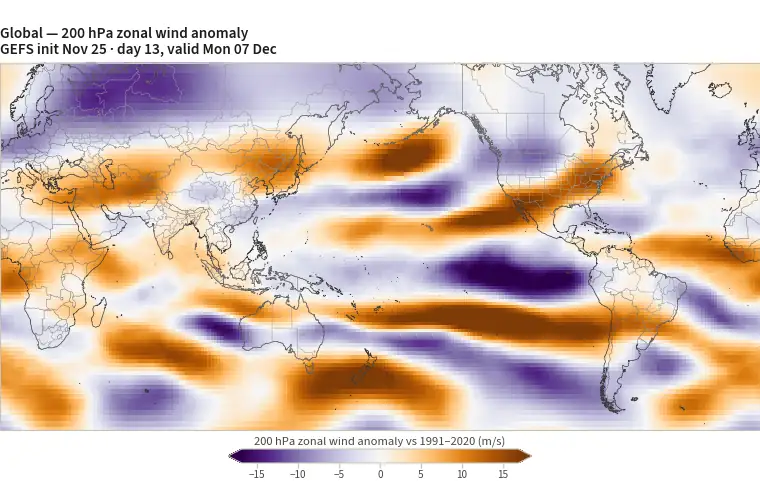 Global — 200 hPa zonal wind anomaly
GEFS init Nov 25 · day 13, valid Mon 07 Dec
200 hPa zonal wind anomaly vs 1991–2020 (m/s)
−15 −10 −5 0 5 10 15